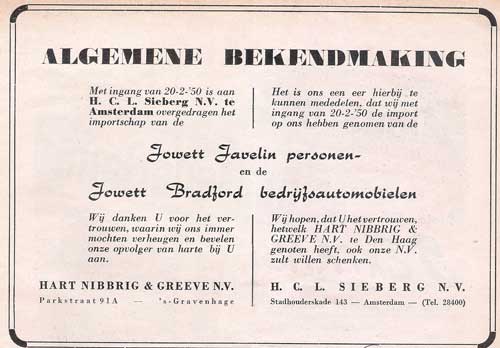 ALGEMENE BEKENDMAKING
Met ingang van 20-2-'50 is aan
H. C. L. Sieberg N.V. te
Amsterdam overgedragen het
importschap van de
Het is ons een eer hierbij te
kunnen mededelen, dat wij met
ingang van 20-2-'50 de import
op ons hebben genomen van de
Jowett Javelin personen-
en de
Jowett Bradford bedrijfsautomobielen
Wij danken U voor het ver-
trouwen, waarin wij ons immer
mochten verheugen en bevelen
onze opvolger van harte bij U
aan.
HART NIBBRIG & GREEVE N.V.
Parkstraat 91A — 's-Gravenhage
Wij hopen, dat U het vertrouwen,
hetwelk HART NIBBRIG &
GREEVE N.V. te Den Haag
genoten heeft, ook onze N.V.
zult willen schenken.
H. C. L. SIEBERG N. V.
Stadhouderskade 143 — Amsterdam — (Tel. 28400)